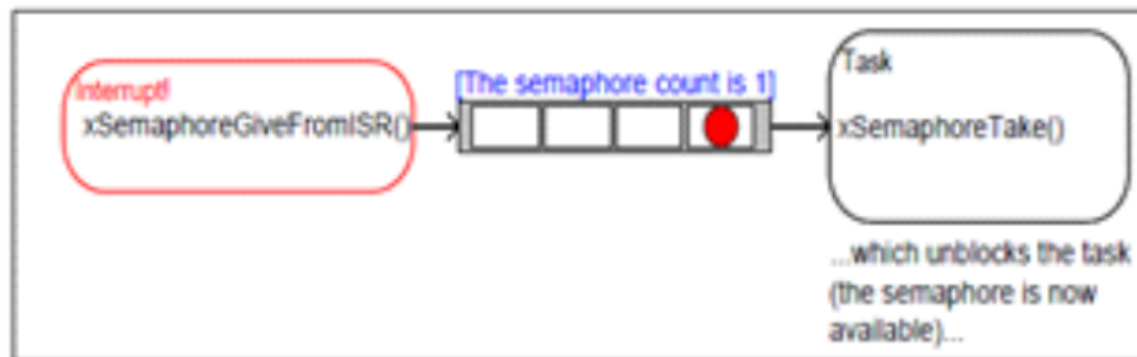 Interrupt!
xSemaphoreGiveFromISR()
[The semaphore count is 1]
Task
xSemaphoreTake()
...which unblocks the task
(the semaphore is now
available)...